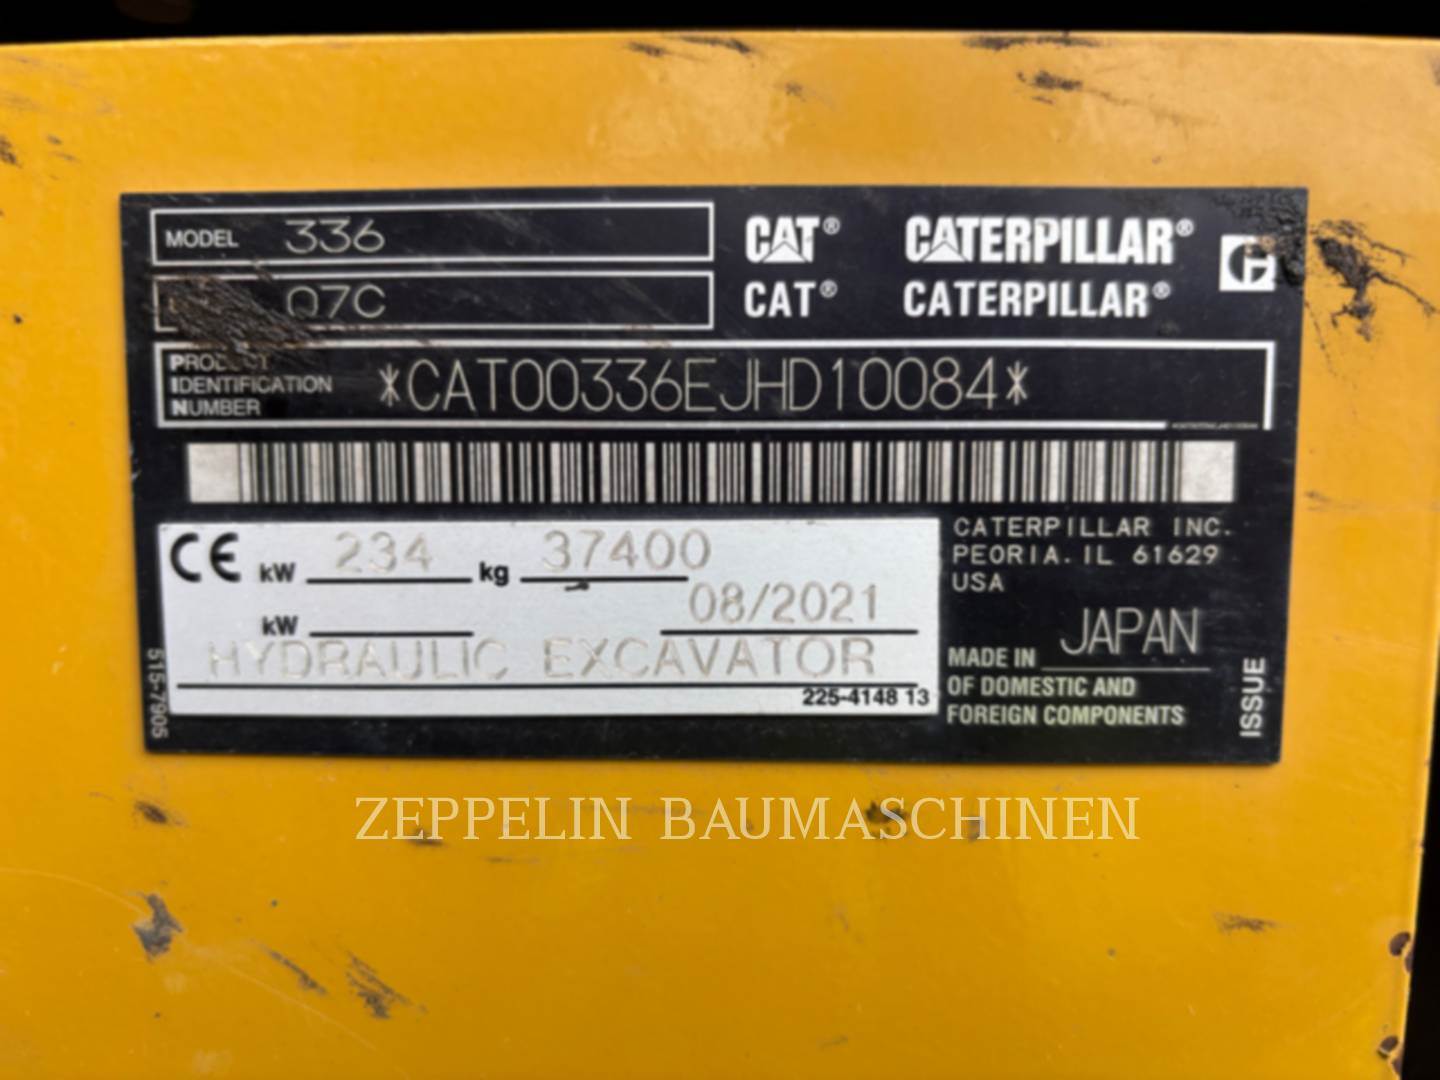 MODEL 336
07C
CAT® CATERPILLAR®
CAT® CATERPILLAR®
PRODUCT
IDENTIFICATION
NUMBER
*CAT00336EJHD10084*
CE kW 234 kg 37400
08/2021
kW
HYDRAULIC EXCAVATOR
225-4148 13
515-7905
CATERPILLAR INC.
PEORIA. IL 61629
USA
MADE IN JAPAN
OF DOMESTIC AND
FOREIGN COMPONENTS
ISSUE
ZEPPELIN BAUMASCHINEN